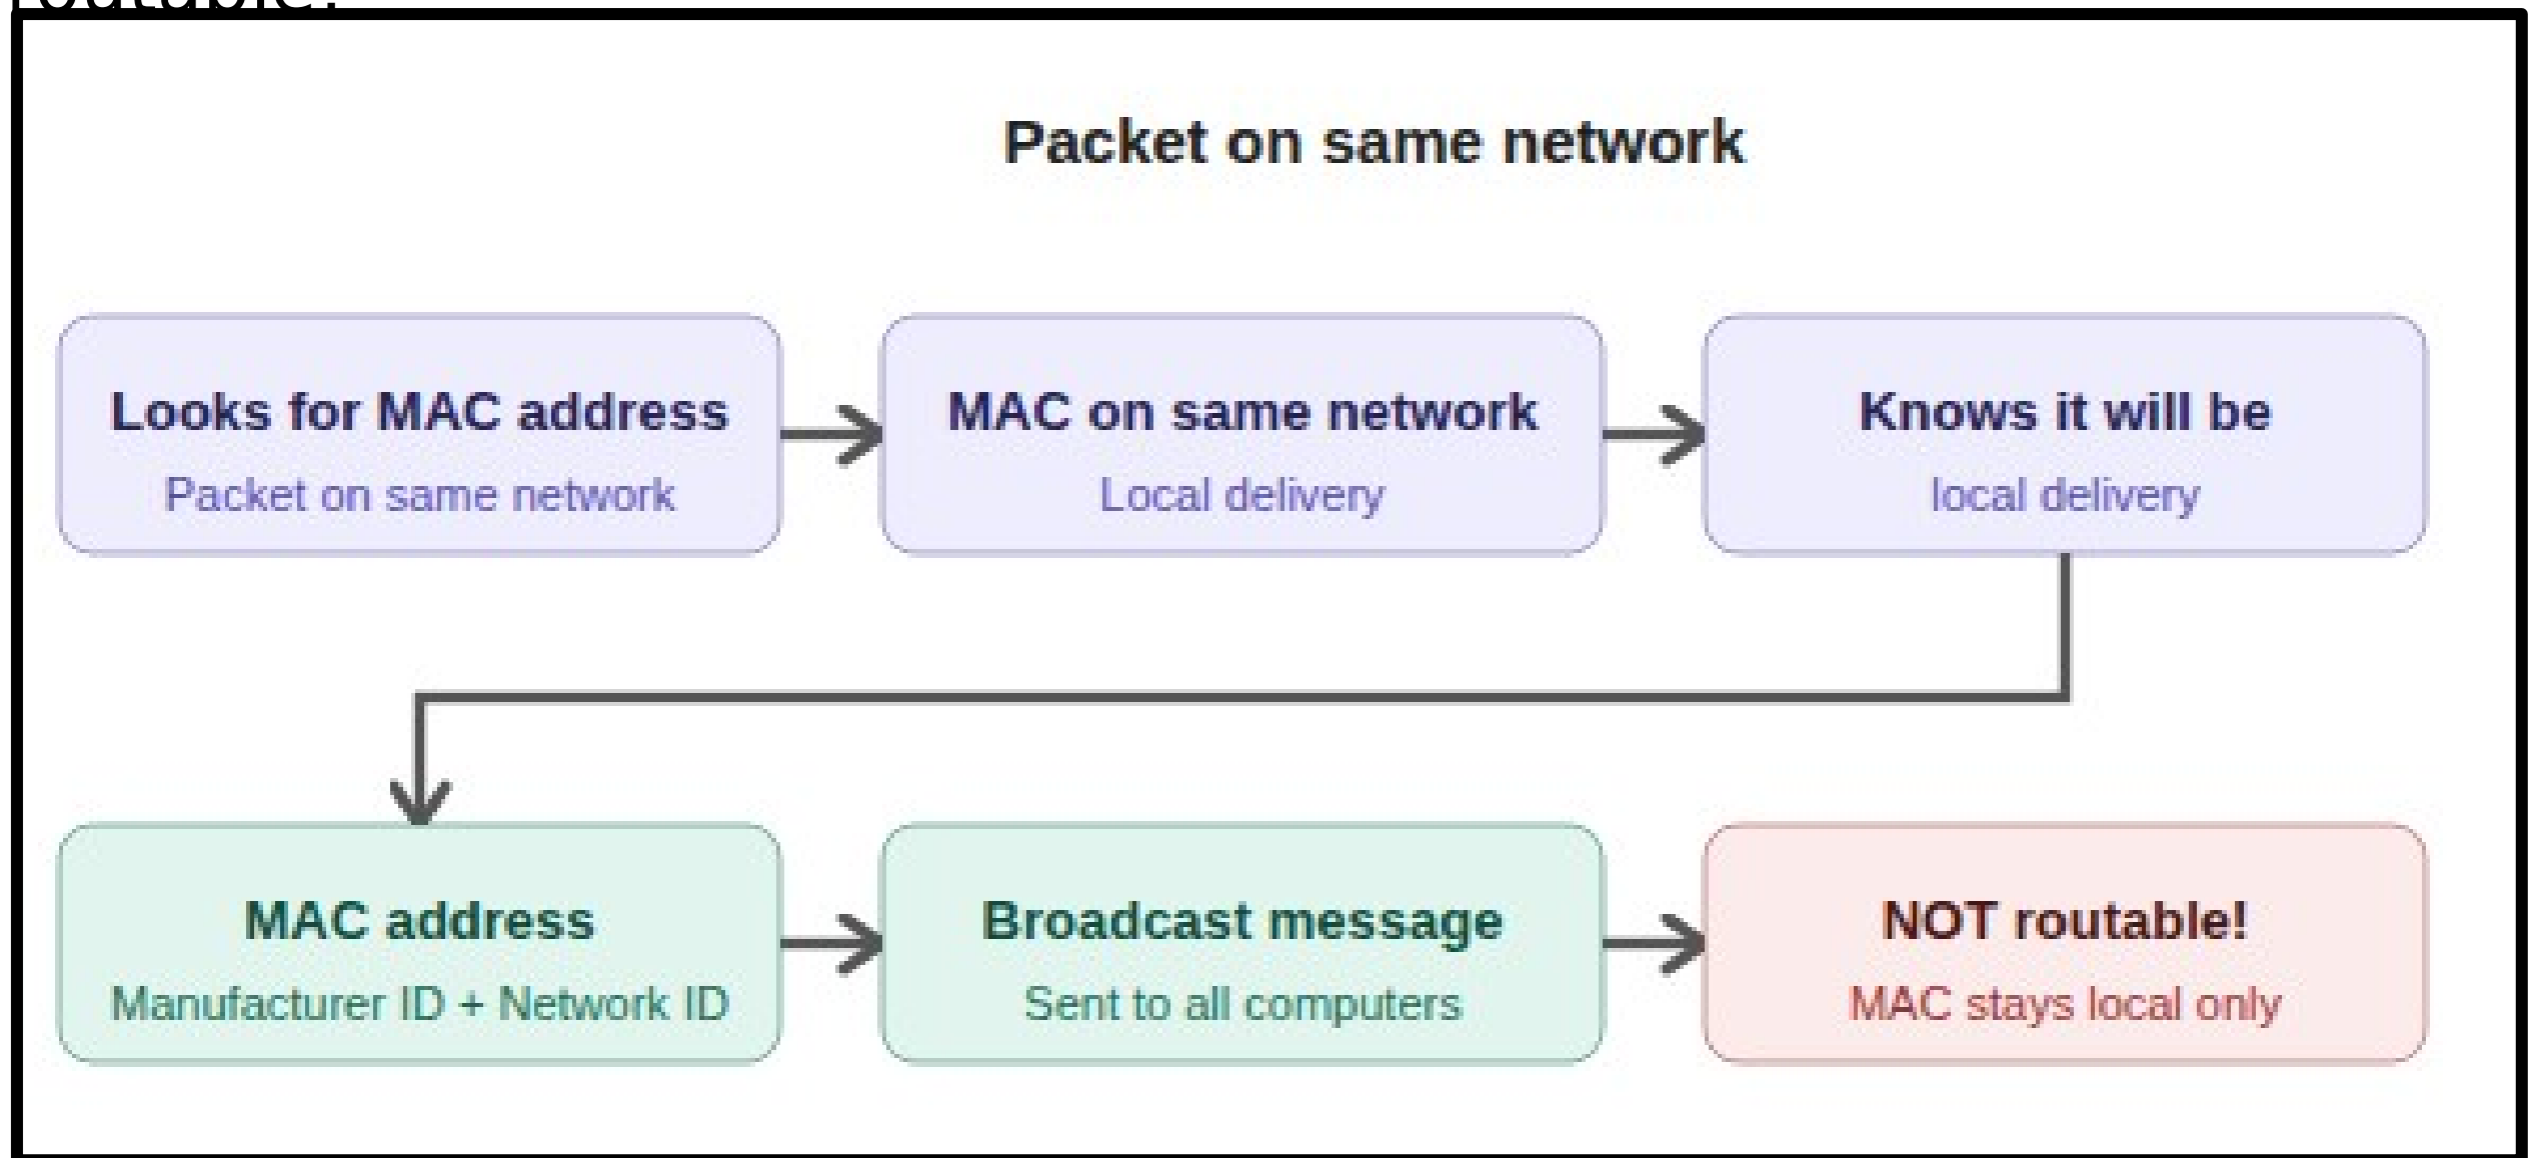 routable!
Packet on same network
Looks for MAC address
Packet on same network
MAC on same network
Local delivery
Knows it will be
local delivery
MAC address
Manufacturer ID + Network ID
Broadcast message
Sent to all computers
NOT routable!
MAC stays local only